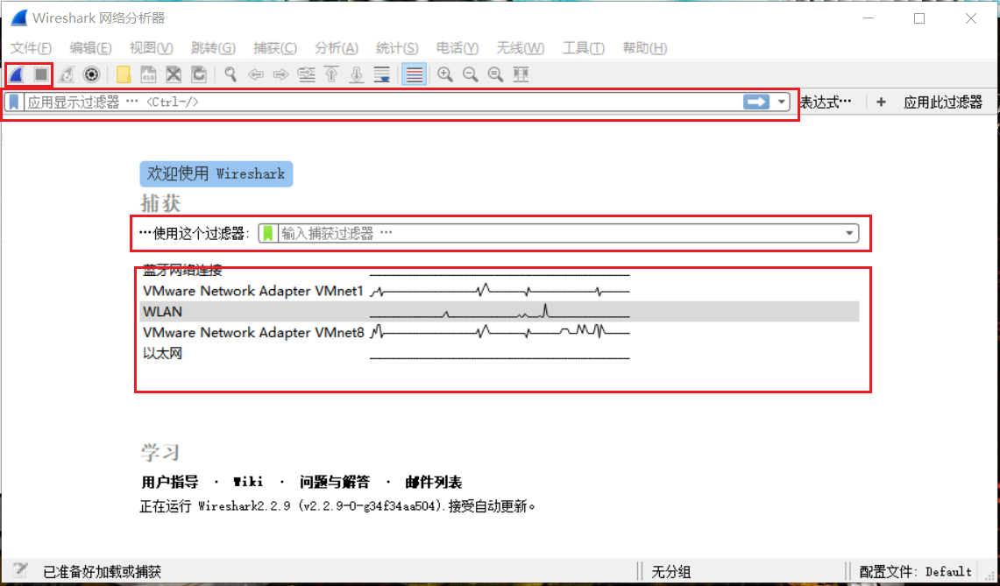 Wireshark 网络分析器
文件(F) 编辑(E) 视图(V) 跳转(G) 捕获(C) 分析(A) 统计(S) 电话(Y) 无线(W) 工具(T) 帮助(H)
应用显示过滤器 … <Ctrl-/> 表达式… + 应用此过滤器
欢迎使用 Wireshark
捕获
…使用这个过滤器: 输入捕获过滤器 …
蓝牙网络连接
VMware Network Adapter VMnet1
WLAN
VMware Network Adapter VMnet8
以太网
学习
用户指导 · Wiki · 问题与解答 · 邮件列表
正在运行 Wireshark2.2.9 (v2.2.9-0-g34f34aa504).接受自动更新。
已准备好加载或捕获 无分组 配置文件: Default